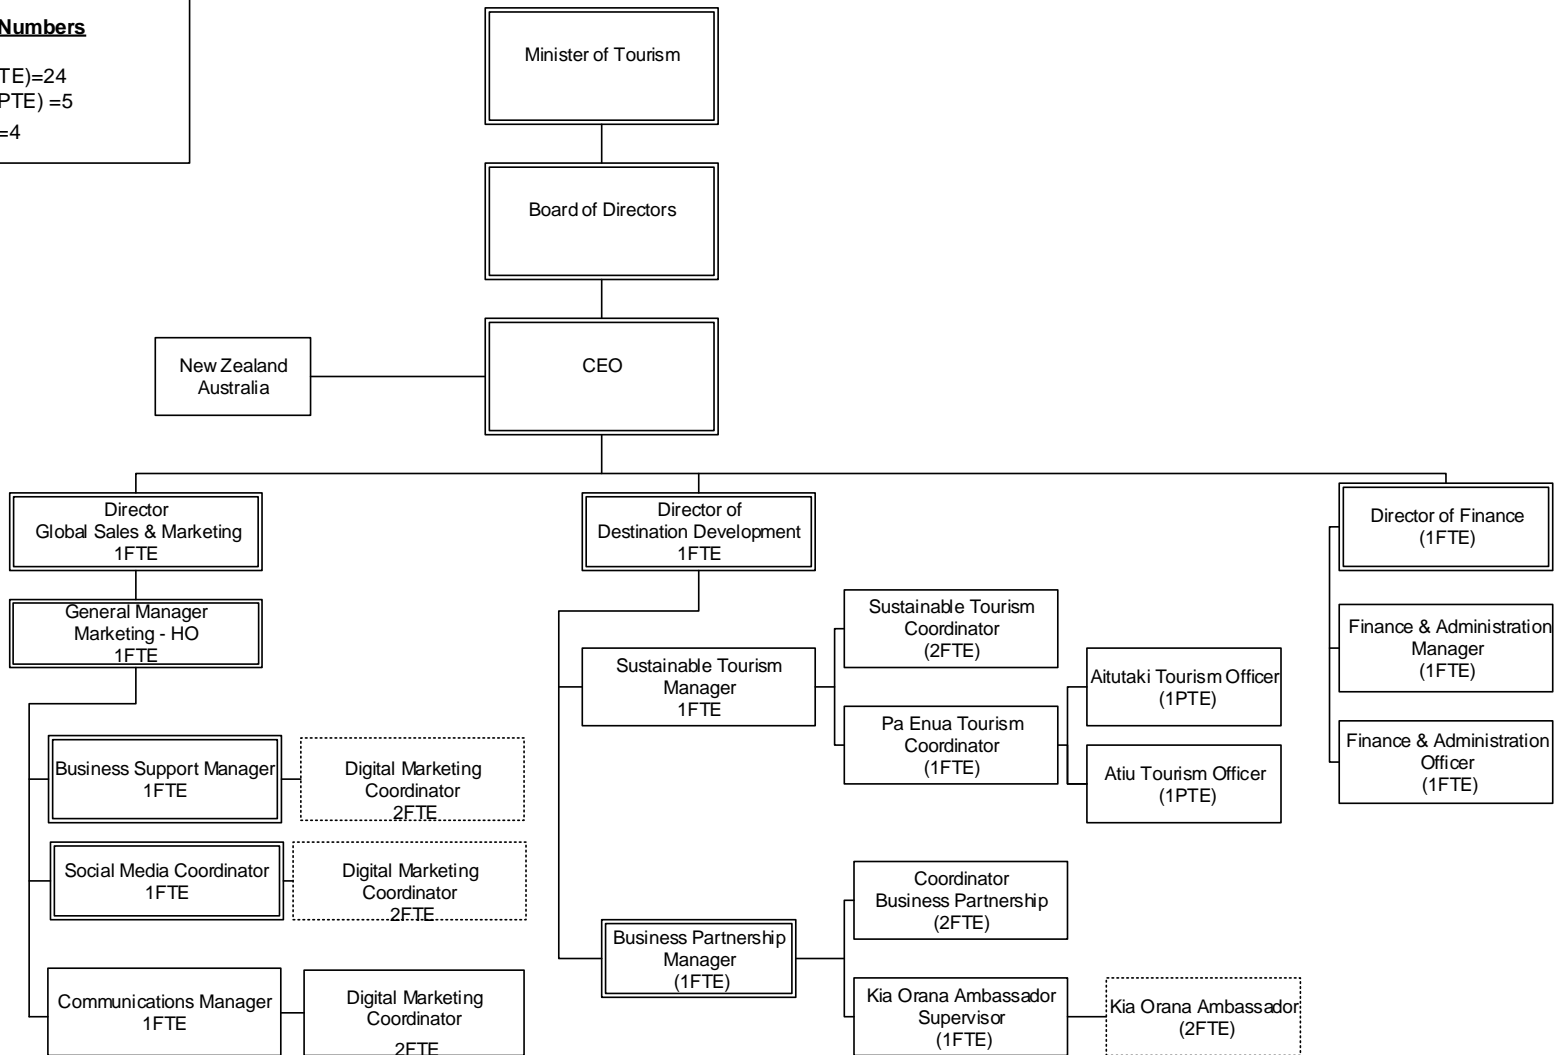 Numbers
TE)=24
PTE) =5
=4
Minister of Tourism
Board of Directors
CEO
New Zealand
Australia
Director
Global Sales & Marketing
1FTE
General Manager
Marketing - HO
1FTE
Business Support Manager
1FTE
Digital Marketing
Coordinator
2FTE
Social Media Coordinator
1FTE
Digital Marketing
Coordinator
2FTE
Communications Manager
1FTE
Digital Marketing
Coordinator
2FTE
Director of
Destination Development
1FTE
Sustainable Tourism
Manager
1FTE
Sustainable Tourism
Coordinator
(2FTE)
Pa Enua Tourism
Coordinator
(1FTE)
Aitutaki Tourism Officer
(1PTE)
Atiu Tourism Officer
(1PTE)
Business Partnership
Manager
(1FTE)
Coordinator
Business Partnership
(2FTE)
Kia Orana Ambassador
Supervisor
(1FTE)
Kia Orana Ambassador
(2FTE)
Director of Finance
(1FTE)
Finance & Administration
Manager
(1FTE)
Finance & Administration
Officer
(1FTE)